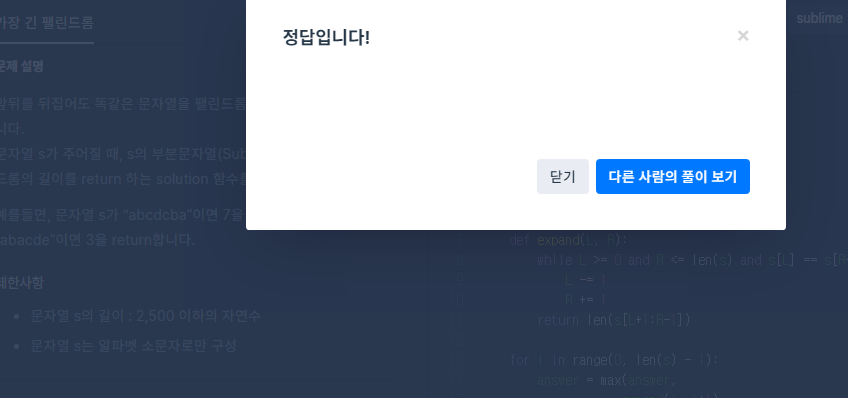 가장 긴 팰린드롬
sublime
정답입니다!
×
문제 설명
앞뒤를 뒤집어도 똑같은 문자열을 팰린드롬
니다.
문자열 s가 주어질 때, s의 부분문자열(Sub
드롬의 길이를 return 하는 solution 함수를
닫기
다른 사람의 풀이 보기
예를들면, 문자열 s가 "abcdcba"이면 7을
"abacde"이면 3을 return합니다.
제한사항
문자열 s의 길이 : 2,500 이하의 자연수
문자열 s는 알파벳 소문자로만 구성
def expand(L, R):
while L >= 0 and R <= len(s) and s[L] == s[R-
L -= 1
R += 1
return len(s[L+1:R-1])
for i in range(0, len(s) - 1):
answer = max(answer,